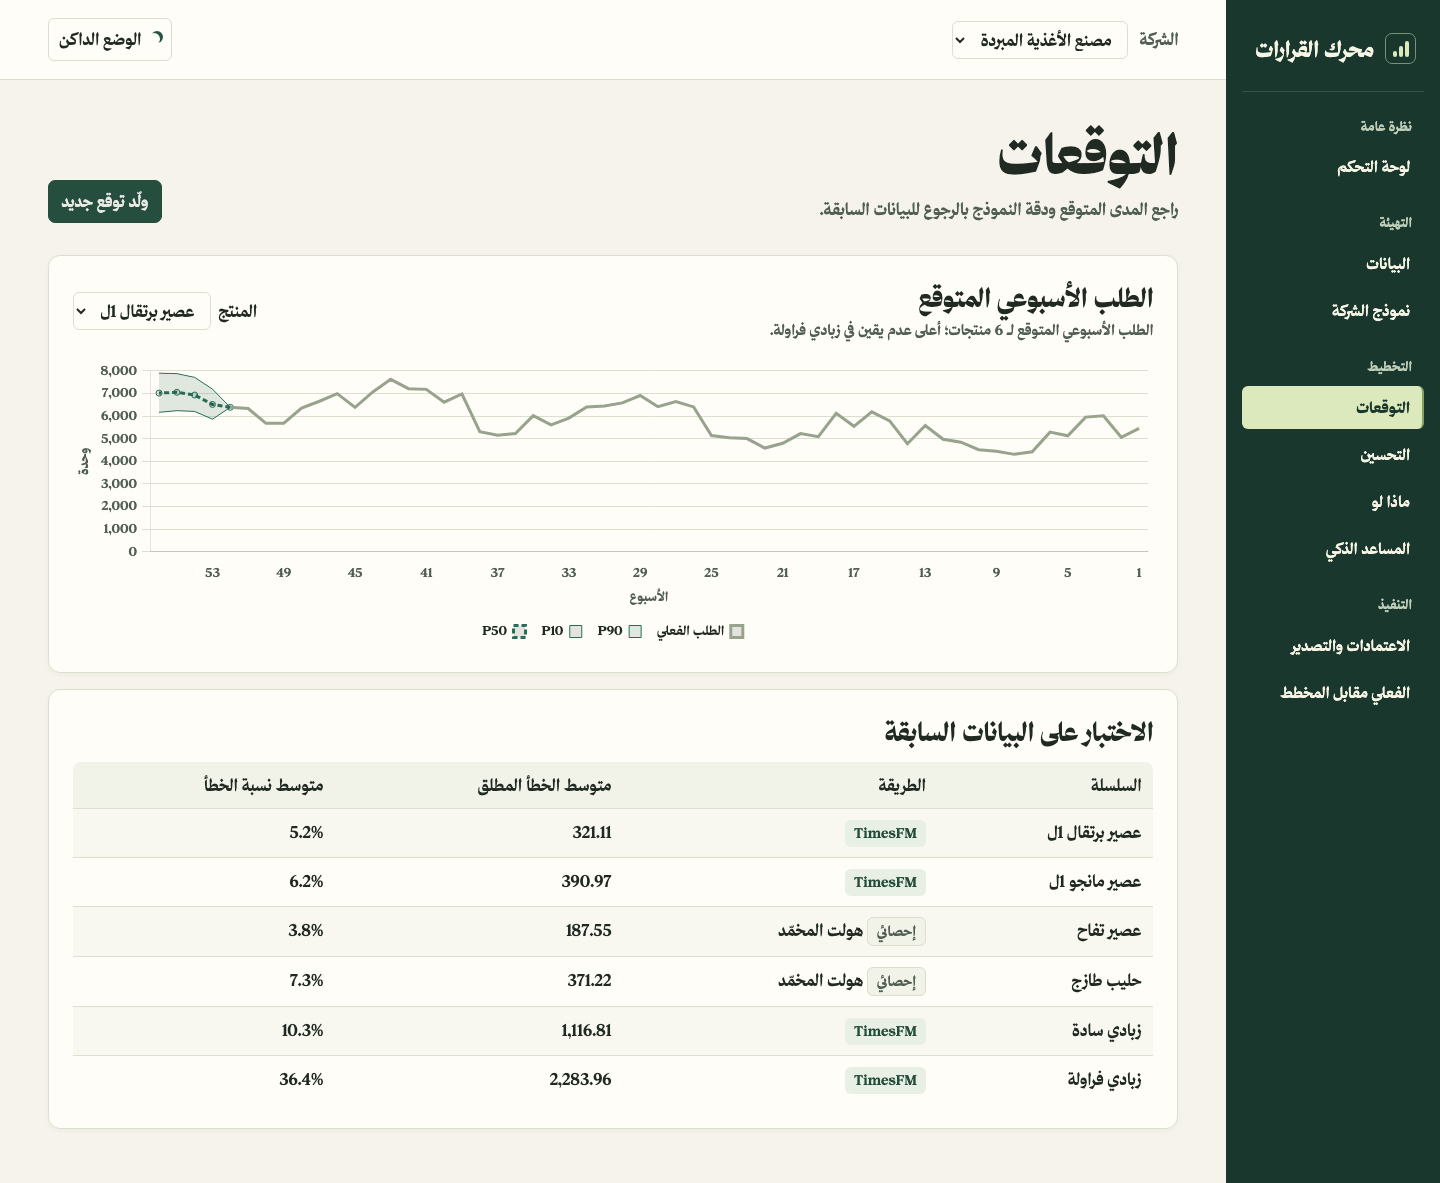 محرك القرارات
نظرة عامة
لوحة التحكم
التهيئة
البيانات
نموذج الشركة
التخطيط
التوقعات
التحسين
ماذا لو
المساعد الذكي
التنفيذ
الاعتمادات والتصدير
الفعلي مقابل المخطط
الشركة مصنع الأغذية المبردة
الوضع الداكن
التوقعات
راجع المدى المتوقع ودقة النموذج بالرجوع للبيانات السابقة.
ولّد توقع جديد
الطلب الأسبوعي المتوقع
الطلب الأسبوعي المتوقع لـ 6 منتجات؛ أعلى عدم يقين في زبادي فراولة.
المنتج عصير برتقال 1ل
8,000
7,000
6,000
5,000
4,000
3,000
2,000
1,000
0
وحدة
1 5 9 13 17 21 25 29 33 37 41 45 49 53
الأسبوع
الطلب الفعلي P90 P10 P50
الاختبار على البيانات السابقة
السلسلة الطريقة متوسط الخطأ المطلق متوسط نسبة الخطأ
عصير برتقال 1ل TimesFM 321.11 5.2%
عصير مانجو 1ل TimesFM 390.97 6.2%
عصير تفاح إحصائي هولت المخمّد 187.55 3.8%
حليب طازج إحصائي هولت المخمّد 371.22 7.3%
زبادي سادة TimesFM 1,116.81 10.3%
زبادي فراولة TimesFM 2,283.96 36.4%